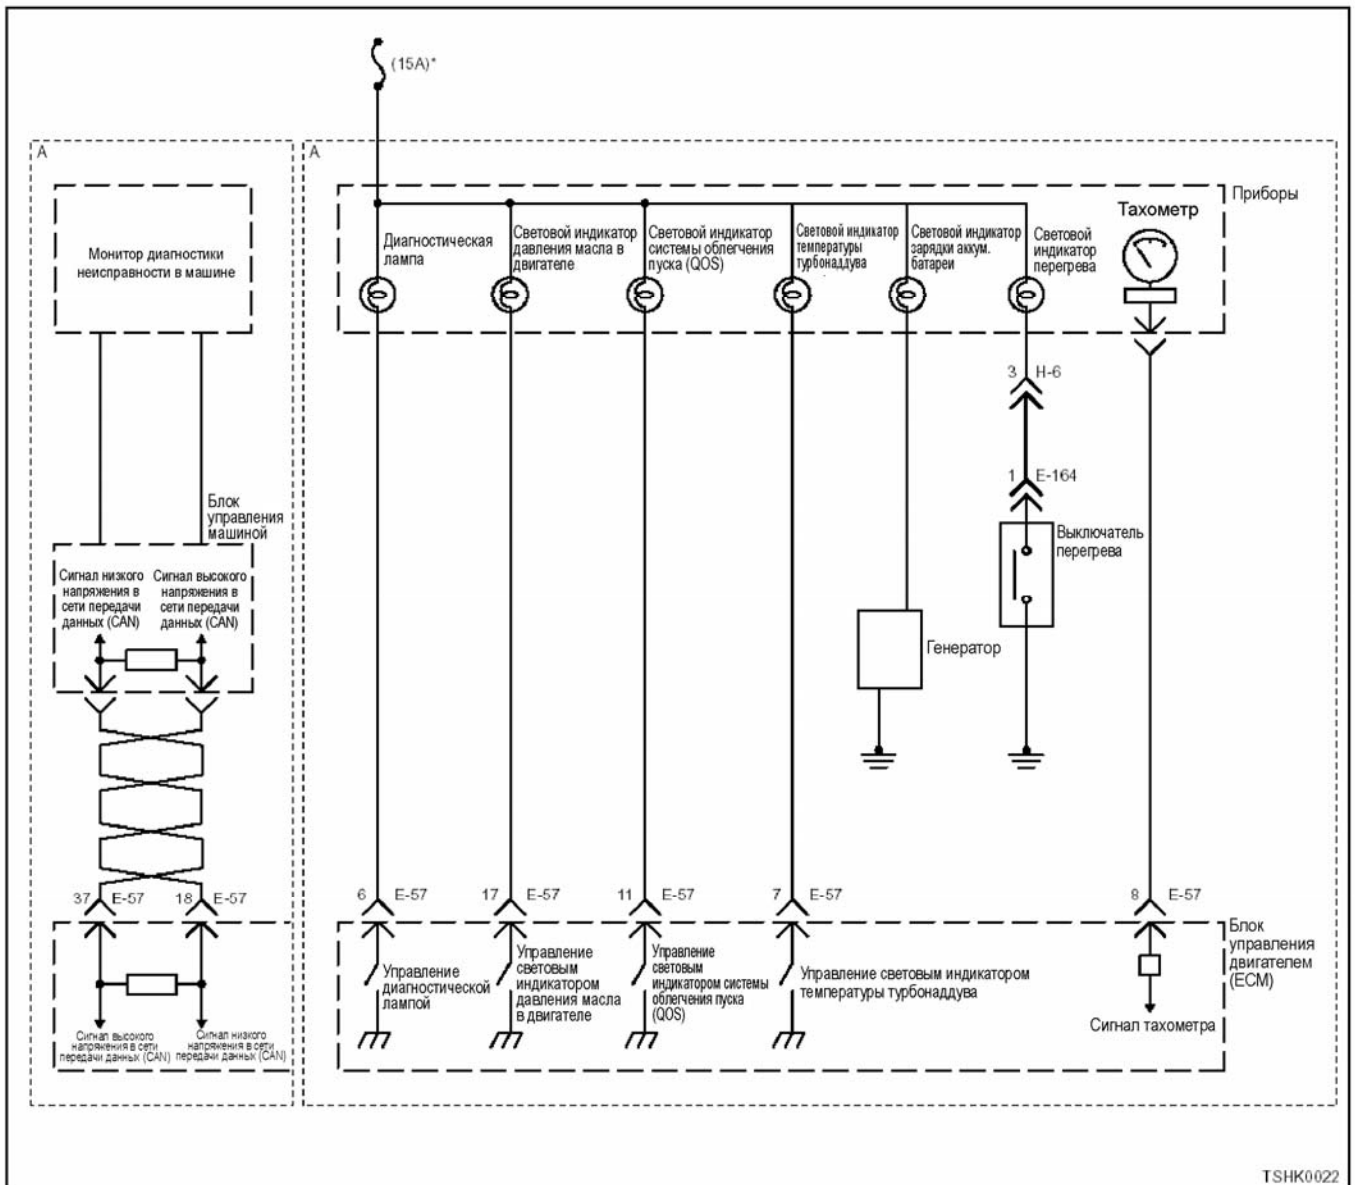 (15A)*
A
A
Приборы
Тахометр
Монитор диагностики
неисправности в машине
Диагностическая
лампа
Световой индикатор
давления масла в
двигателе
Световой индикатор
системы облегчения
пуска (QOS)
Световой индикатор
температуры
турбонаддува
Световой индикатор
зарядки аккум.
батареи
Световой
индикатор
перегрева
3 H-6
1 E-164
Выключатель
перегрева
Блок
управления
машиной
Сигнал низкого
напряжения в
сети передачи
данных (CAN)
Сигнал высокого
напряжения в
сети передачи
данных (CAN)
Генератор
37 E-57
18 E-57
6 E-57
17 E-57
11 E-57
7 E-57
8 E-57
Сигнал высокого
напряжения в сети
передачи данных (CAN)
Сигнал низкого
напряжения в сети
передачи данных (CAN)
Управление
диагностической
лампой
Управление
световым
индикатором
давления масла
в двигателе
Управление
световым
индикатором системы
облегчения пуска
(QOS)
Управление световым индикатором
температуры турбонаддува
Сигнал тахометра
Блок
управления
двигателем
(ECM)
TSHK0022